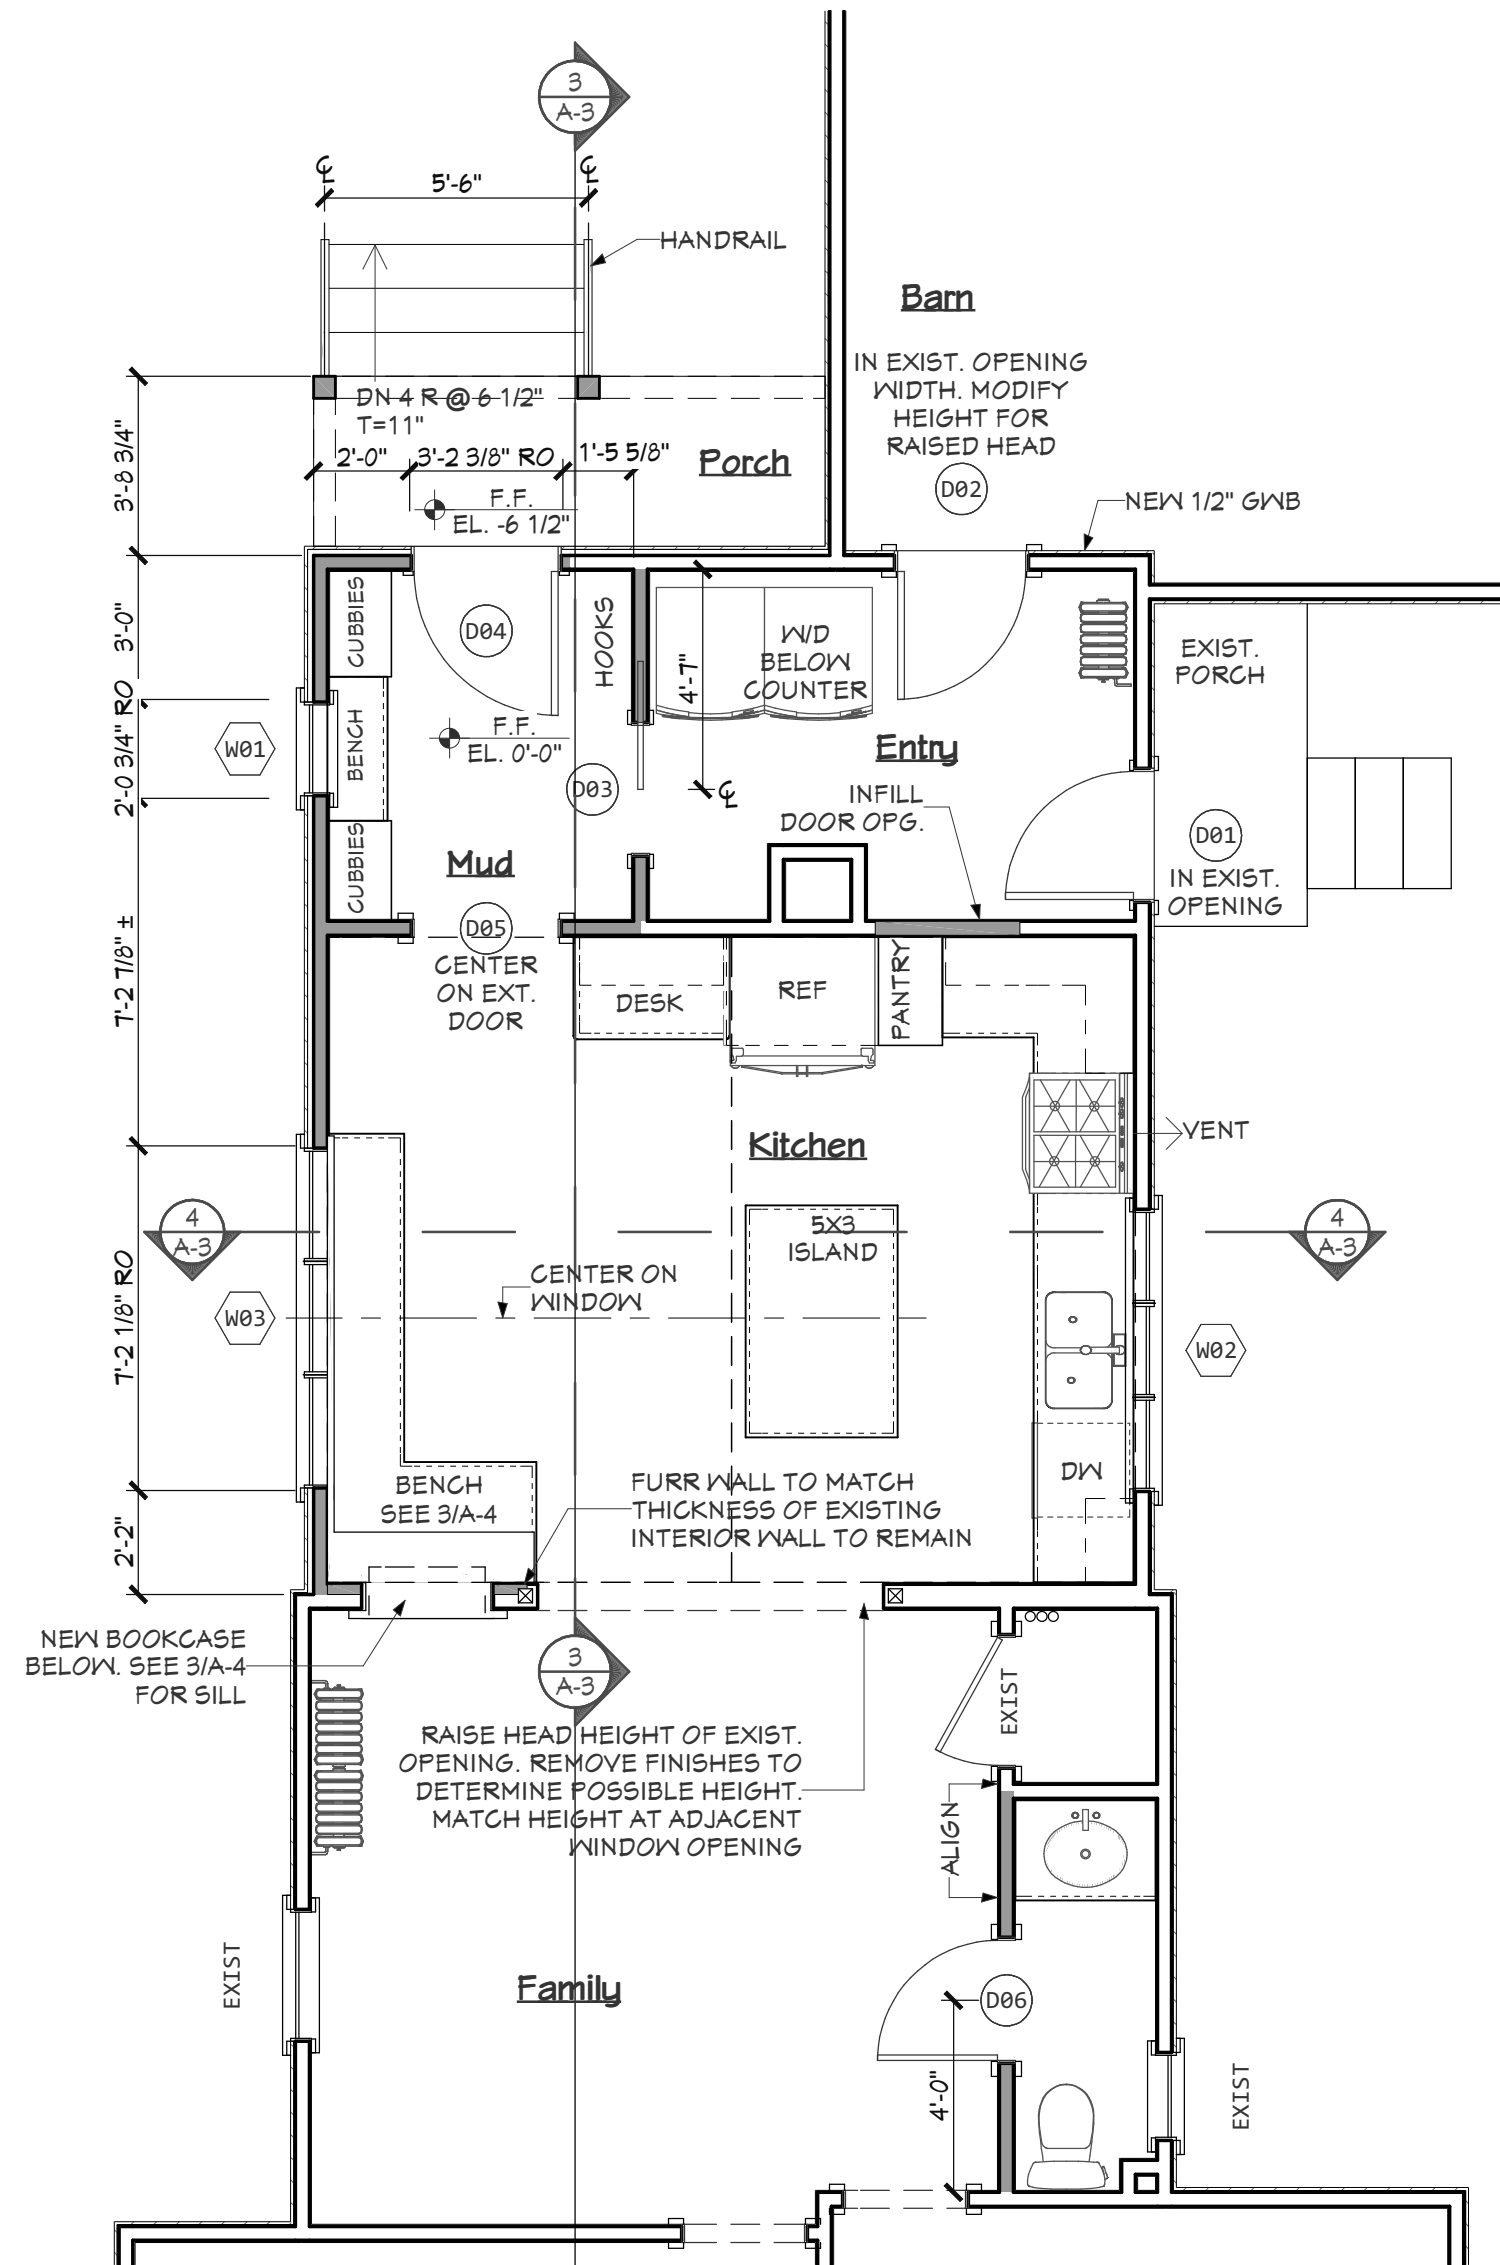 3
A-3
℄
℄
5'-6"
HANDRAIL
Barn
IN EXIST. OPENING
WIDTH. MODIFY
HEIGHT FOR
RAISED HEAD
D02
NEW 1/2" GWB
DN 4 R @ 6 1/2"
T=11"
3'-8 3/4"
2'-0"
3'-2 3/8" RO
1'-5 5/8"
Porch
F.F.
EL. -6 1/2"
3'-0"
CUBBIES
D04
HOOKS
W/D
BELOW
COUNTER
4'-7"
EXIST.
PORCH
2'-0 3/4" RO
W01
BENCH
F.F.
EL. 0'-0"
Entry
D03
℄
INFILL
DOOR OPG.
D01
IN EXIST.
OPENING
CUBBIES
Mud
D05
CENTER
ON EXT.
DOOR
7'-2 7/8" ±
DESK
REF
PANTRY
Kitchen
VENT
4
A-3
5X3
ISLAND
4
A-3
CENTER ON
WINDOW
7'-2 1/8" RO
W03
W02
BENCH
SEE 3/A-4
DW
FURR WALL TO MATCH
THICKNESS OF EXISTING
INTERIOR WALL TO REMAIN
2'-2"
NEW BOOKCASE
BELOW. SEE 3/A-4
FOR SILL
3
A-3
EXIST
RAISE HEAD HEIGHT OF EXIST.
OPENING. REMOVE FINISHES TO
DETERMINE POSSIBLE HEIGHT.
MATCH HEIGHT AT ADJACENT
WINDOW OPENING
ALIGN
EXIST
Family
D06
4'-0"
EXIST